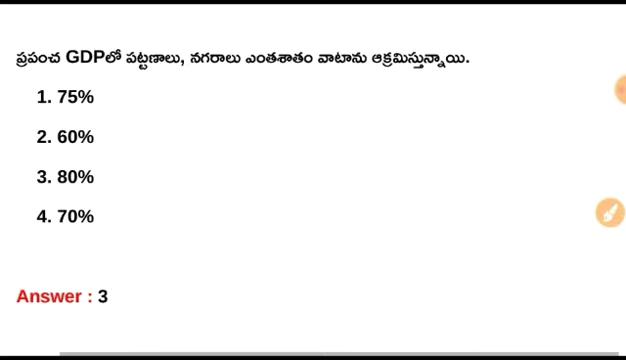 ప్రపంచ GDPలో పట్టణాలు, నగరాలు ఎంతశాతం వాటాను ఆక్రమిస్తున్నాయి.
1. 75%
2. 60%
3. 80%
4. 70%
Answer : 3